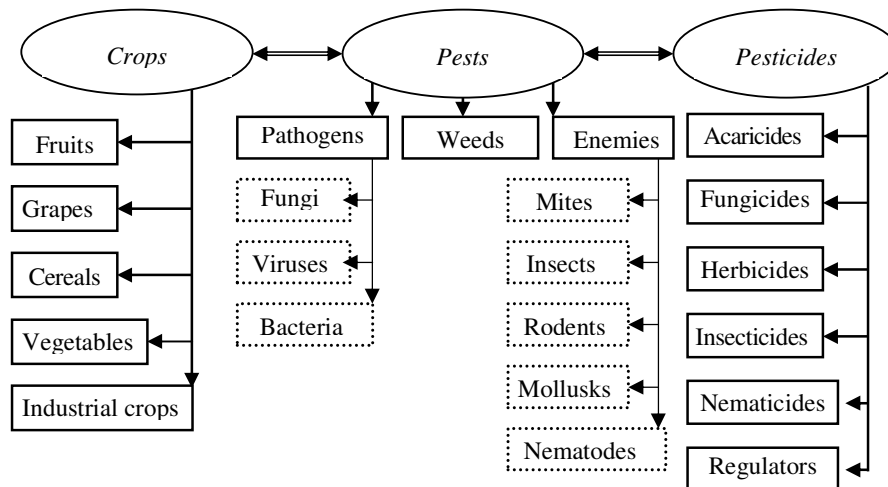 Crops
Pests
Pesticides
Fruits
Grapes
Cereals
Vegetables
Industrial crops
Pathogens
Fungi
Viruses
Bacteria
Weeds
Enemies
Mites
Insects
Rodents
Mollusks
Nematodes
Acaricides
Fungicides
Herbicides
Insecticides
Nematicides
Regulators